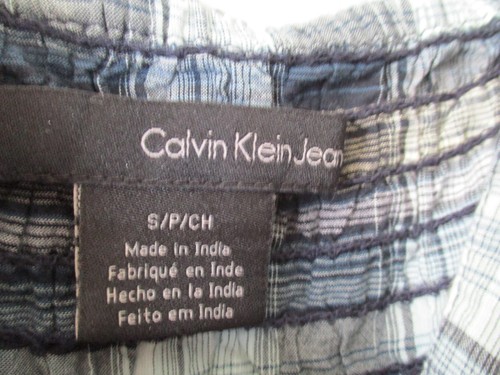 Calvin Klein Jean
S/P/CH
Made in India
Fabriqué en Inde
Hecho en la India
Feito em India